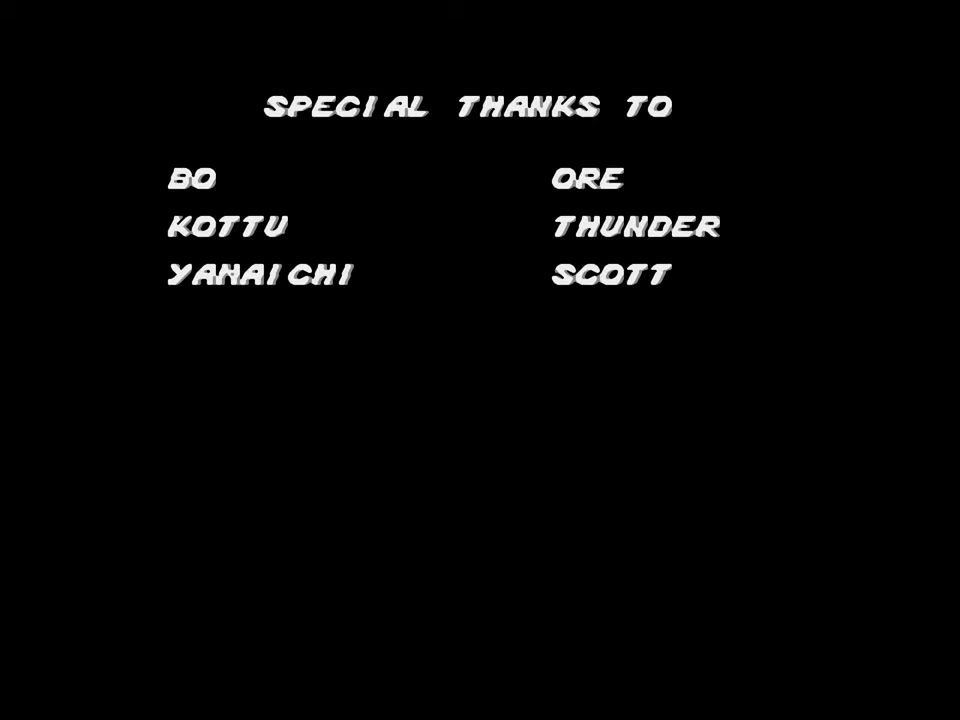 SPECIAL THANKS TO
BO ORE
KOTTU THUNDER
YAMAICHI SCOTT